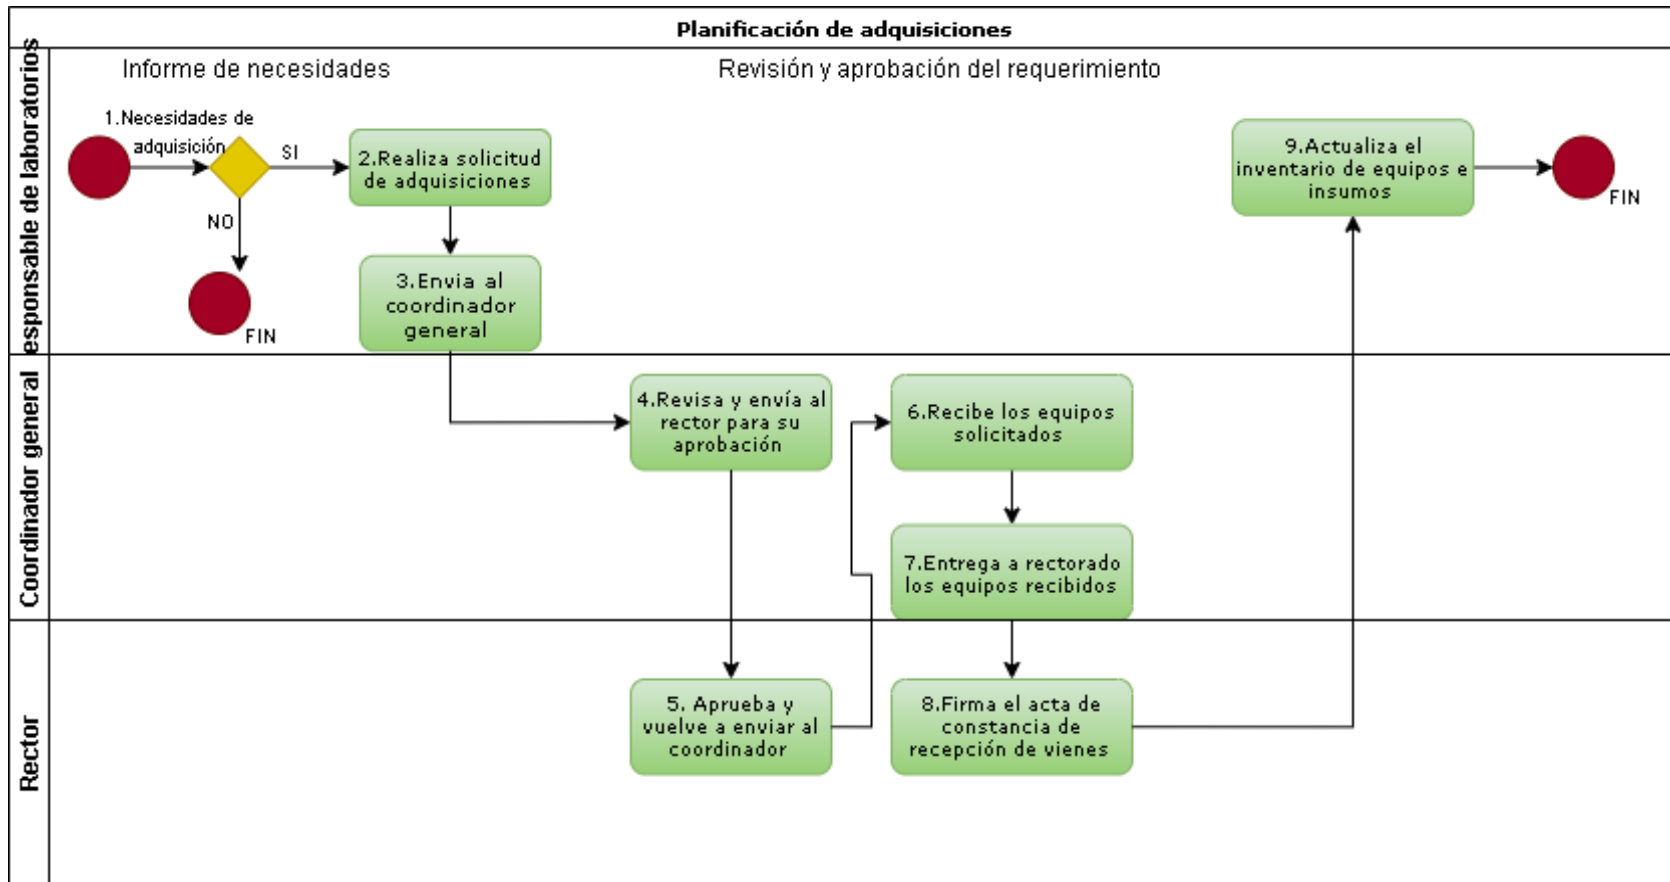 Planificación de adquisiciones
esponsable de laboratorios
Informe de necesidades
Revisión y aprobación del requerimiento
1.Necesidades de
adquisición
SI
NO
FIN
2.Realiza solicitud
de adquisiciones
3.Envia al
coordinador
general
9.Actualiza el
inventario de equipos e
insumos
FIN
Coordinador general
4.Revisa y envía al
rector para su
aprobación
6.Recibe los equipos
solicitados
7.Entrega a rectorado
los equipos recibidos
Rector
5. Aprueba y
vuelve a enviar al
coordinador
8.Firma el acta de
constancia de
recepción de vienes